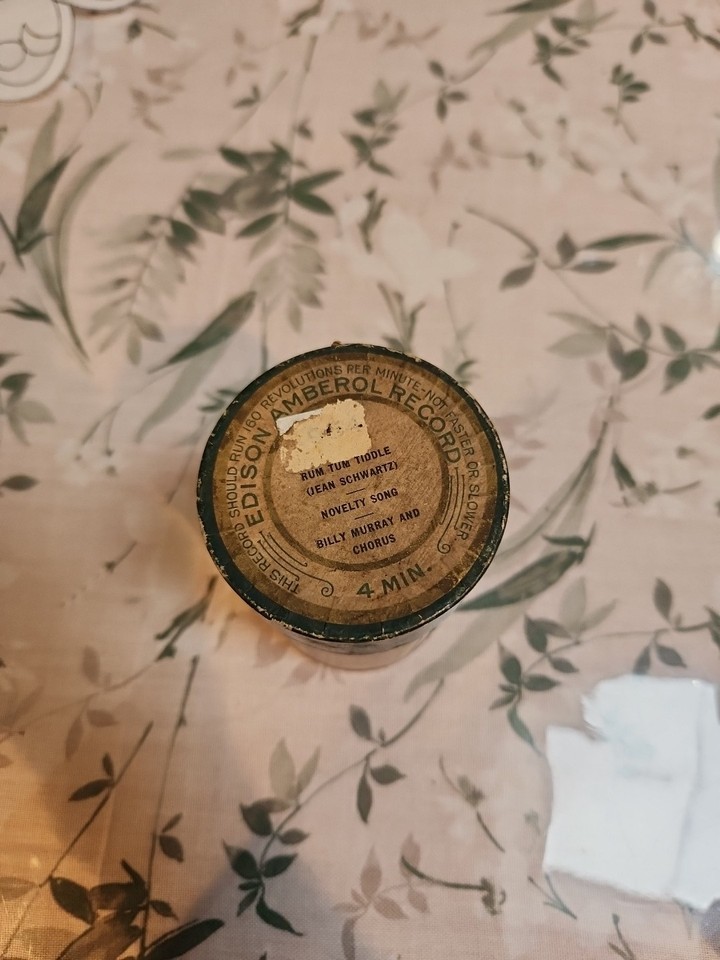 THIS RECORD SHOULD RUN 160 REVOLUTIONS PER MINUTE-NOT FASTER OR SLOWER
EDISON AMBEROL RECORD
RUM TUM TIDDLE
(JEAN SCHWARTZ)
NOVELTY SONG
BILLY MURRAY AND
CHORUS
4 MIN.